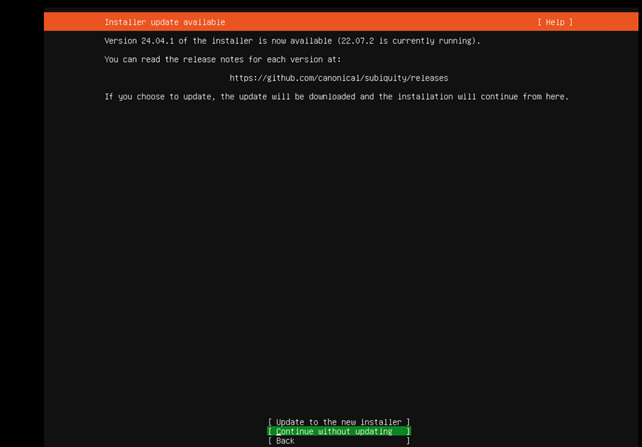 Installer update available [ Help ]
Version 24.04.1 of the installer is now available (22.07.2 is currently running).
You can read the release notes for each version at:
https://github.com/canonical/subiquity/releases
If you choose to update, the update will be downloaded and the installation will continue from here.
[ Update to the new installer ]
[ Continue without updating ]
[ Back ]